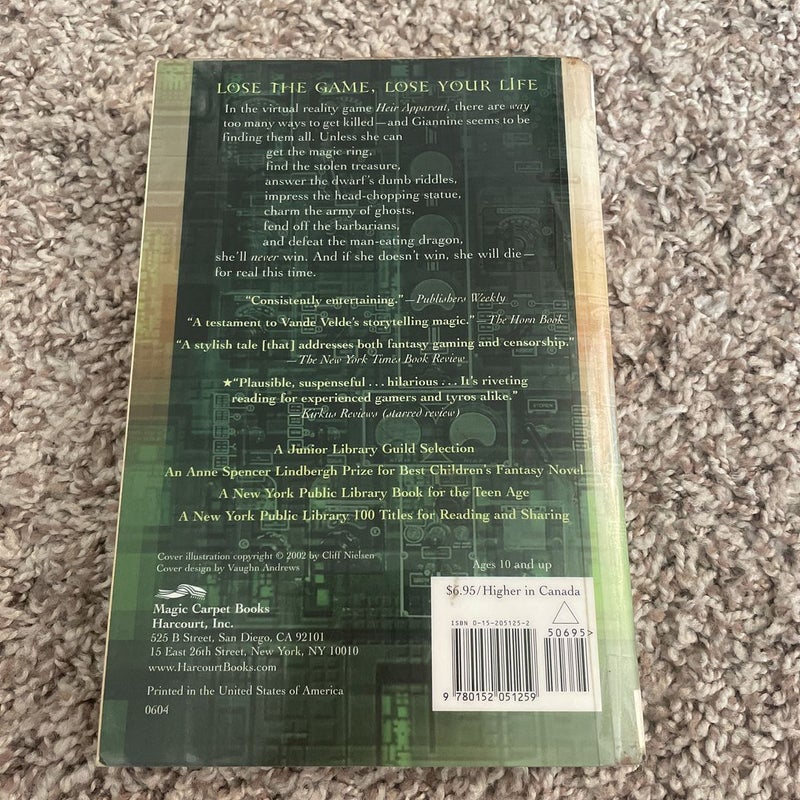 LOSE THE GAME, LOSE YOUR LIFE
In the virtual reality game Heir Apparent, there are way
too many ways to get killed—and Giannine seems to be
finding them all. Unless she can
get the magic ring,
find the stolen treasure,
answer the dwarf's dumb riddles,
impress the head-chopping statue,
charm the army of ghosts,
fend off the barbarians,
and defeat the man-eating dragon,
she'll never win. And if she doesn't win, she will die—
for real this time.
"Consistently entertaining."—Publishers Weekly
"A testament to Vande Velde's storytelling magic."—The Horn Book
"A stylish tale [that] addresses both fantasy gaming and censorship."
—The New York Times Book Review
★"Plausible, suspenseful . . . hilarious . . . It's riveting
reading for experienced gamers and tyros alike."
—Kirkus Reviews (starred review)
A Junior Library Guild Selection
An Anne Spencer Lindbergh Prize for Best Children's Fantasy Novel
A New York Public Library Book for the Teen Age
A New York Public Library 100 Titles for Reading and Sharing
Cover illustration copyright © 2002 by Cliff Nielsen
Cover design by Vaughn Andrews
Ages 10 and up
Magic Carpet Books
Harcourt, Inc.
525 B Street, San Diego, CA 92101
15 East 26th Street, New York, NY 10010
www.HarcourtBooks.com
Printed in the United States of America
0604
$6.95/Higher in Canada
ISBN 0-15-205125-2
50695>
9 780152 051259